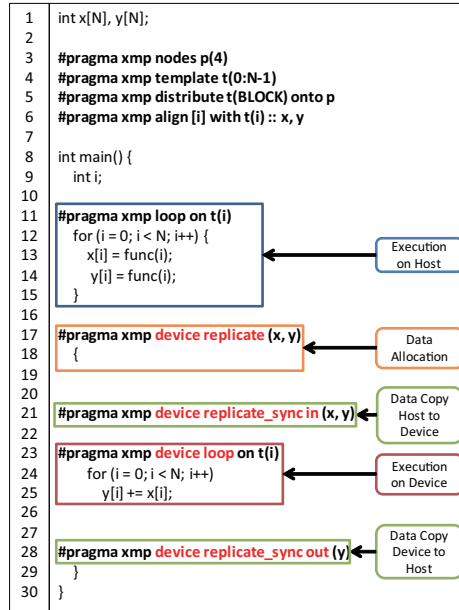 1 int x[N], y[N];
2
3 #pragma xmp nodes p(4)
4 #pragma xmp template t(0:N-1)
5 #pragma xmp distribute t(BLOCK) onto p
6 #pragma xmp align [i] with t(i) :: x, y
7
8 int main() {
9 int i;
10
11 #pragma xmp loop on t(i)
12 for (i = 0; i < N; i++) {
13 x[i] = func(i);
14 y[i] = func(i);
15 }
Execution
on Host
16
17 #pragma xmp device replicate (x, y)
18 {
Data
Allocation
19
20
21 #pragma xmp device replicate_sync in (x, y)
Data Copy
Host to
Device
22
23 #pragma xmp device loop on t(i)
24 for (i = 0; i < N; i++)
25 y[i] += x[i];
Execution
on Device
26
27
28 #pragma xmp device replicate_sync out (y)
Data Copy
Device to
Host
29 }
30 }